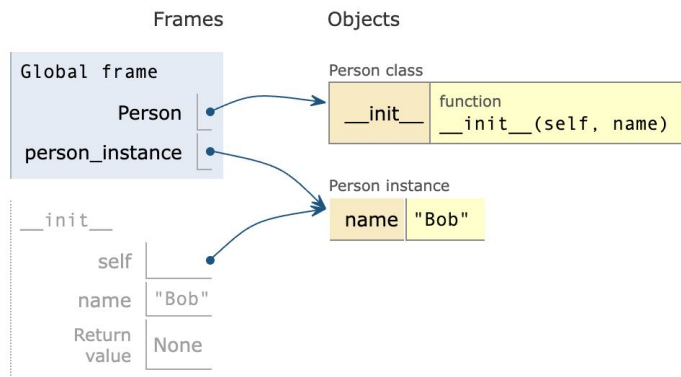 Frames
Objects
Global frame
Person
person_instance
Person class
__init__
function
__init__(self, name)
Person instance
name
"Bob"
__init__
self
name
"Bob"
Return
value
None